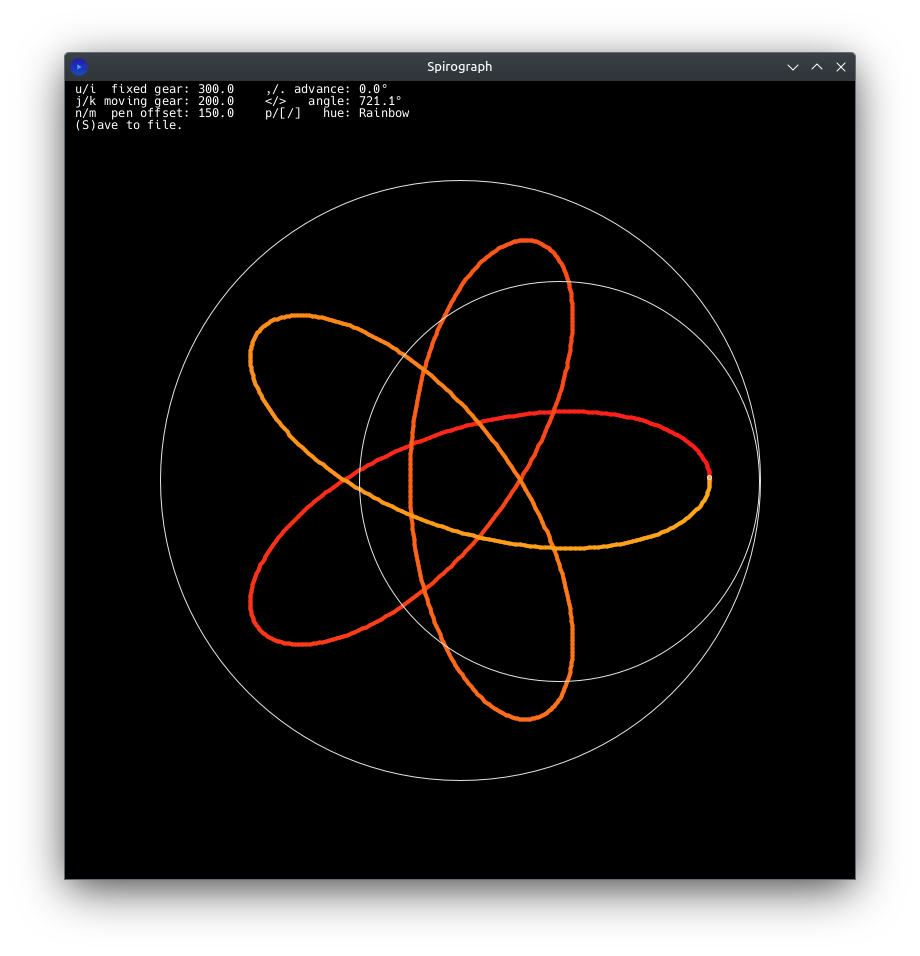 Spirograph
u/i  fixed gear: 300.0    ,/. advance: 0.0°
j/k moving gear: 200.0    </>   angle: 721.1°
n/m  pen offset: 150.0    p/[/]   hue: Rainbow
(S)ave to file.